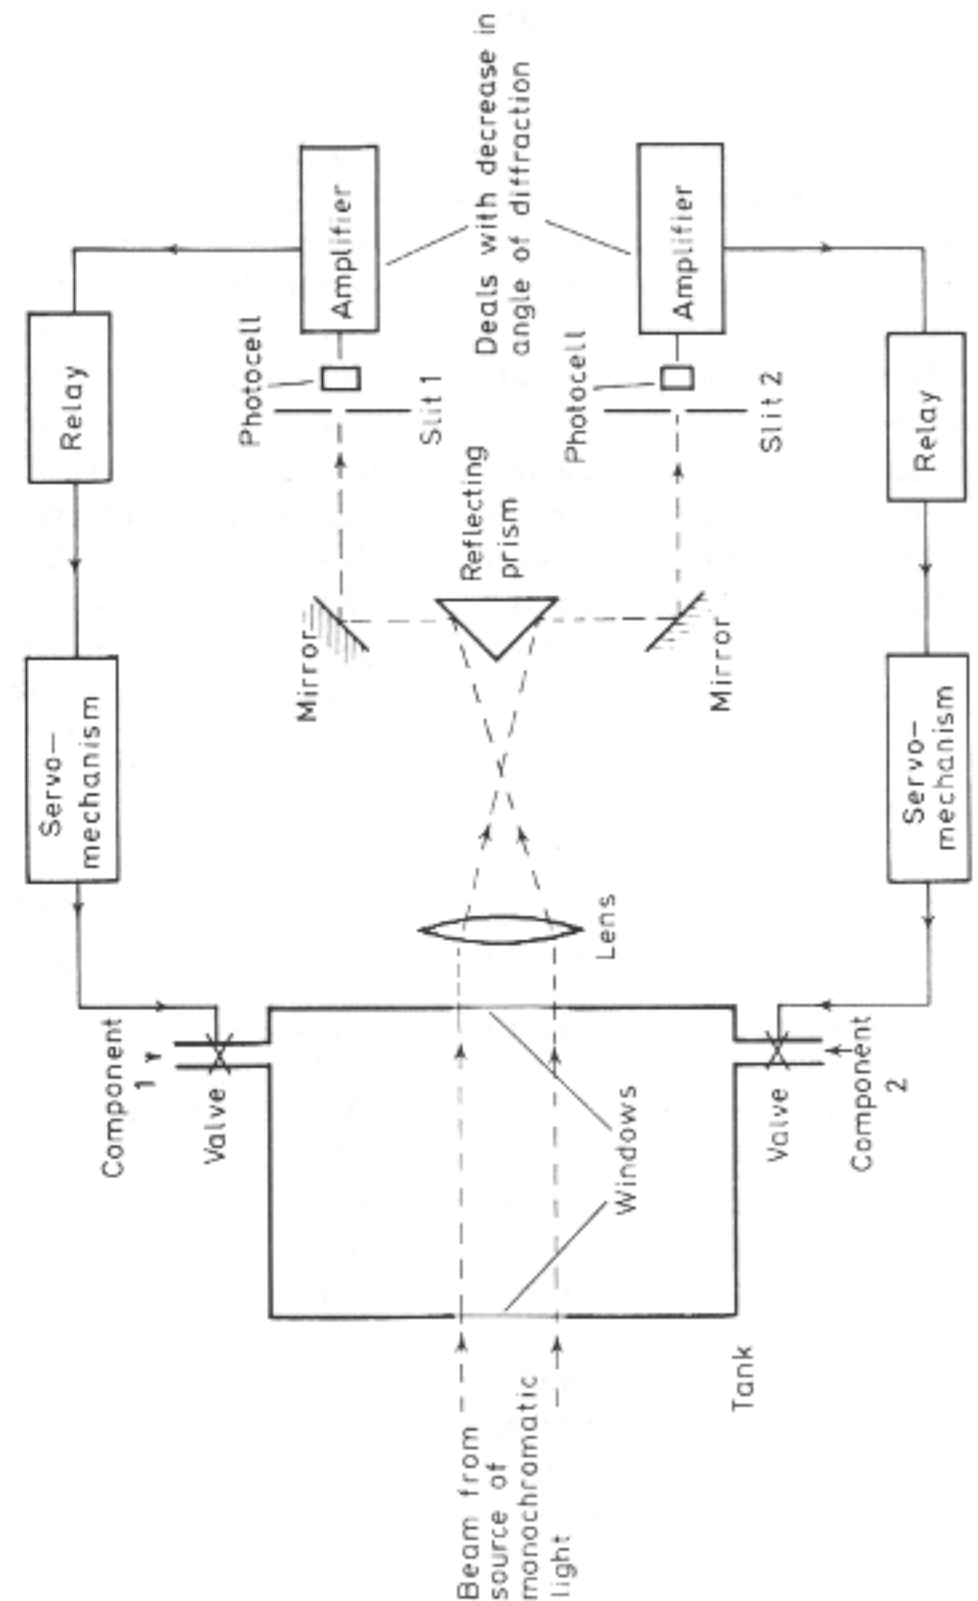 Servo–
mechanism
Relay
Component
1
Valve
Mirror
Photocell
Slit 1
Amplifier
Beam from
source of
monochromatic
light
Windows
Lens
Reflecting
prism
Deals with decrease in
angle of diffraction
Tank
Valve
Component
2
Mirror
Photocell
Slit 2
Amplifier
Servo–
mechanism
Relay